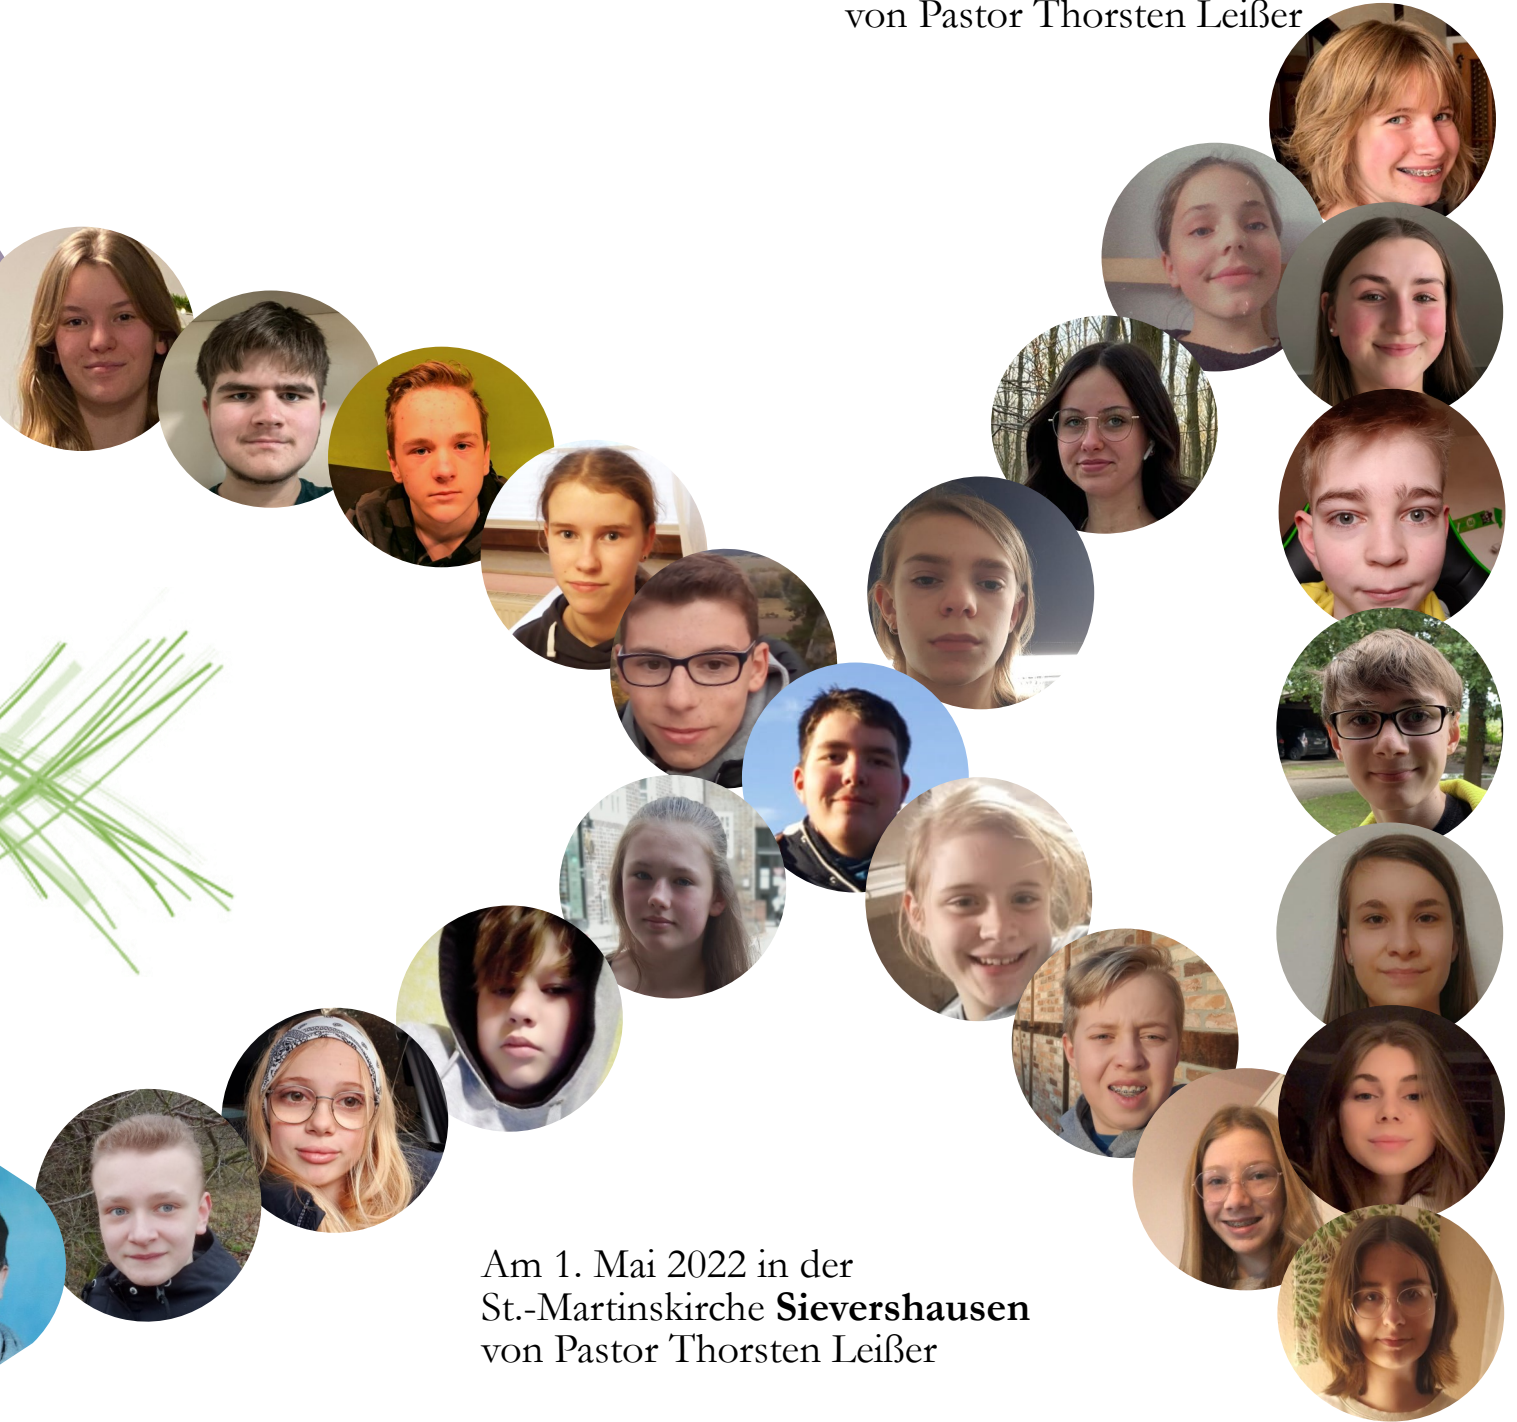 von Pastor Thorsten Leißer
Am 1. Mai 2022 in der
St.-Martinskirche Sievershausen
von Pastor Thorsten Leißer